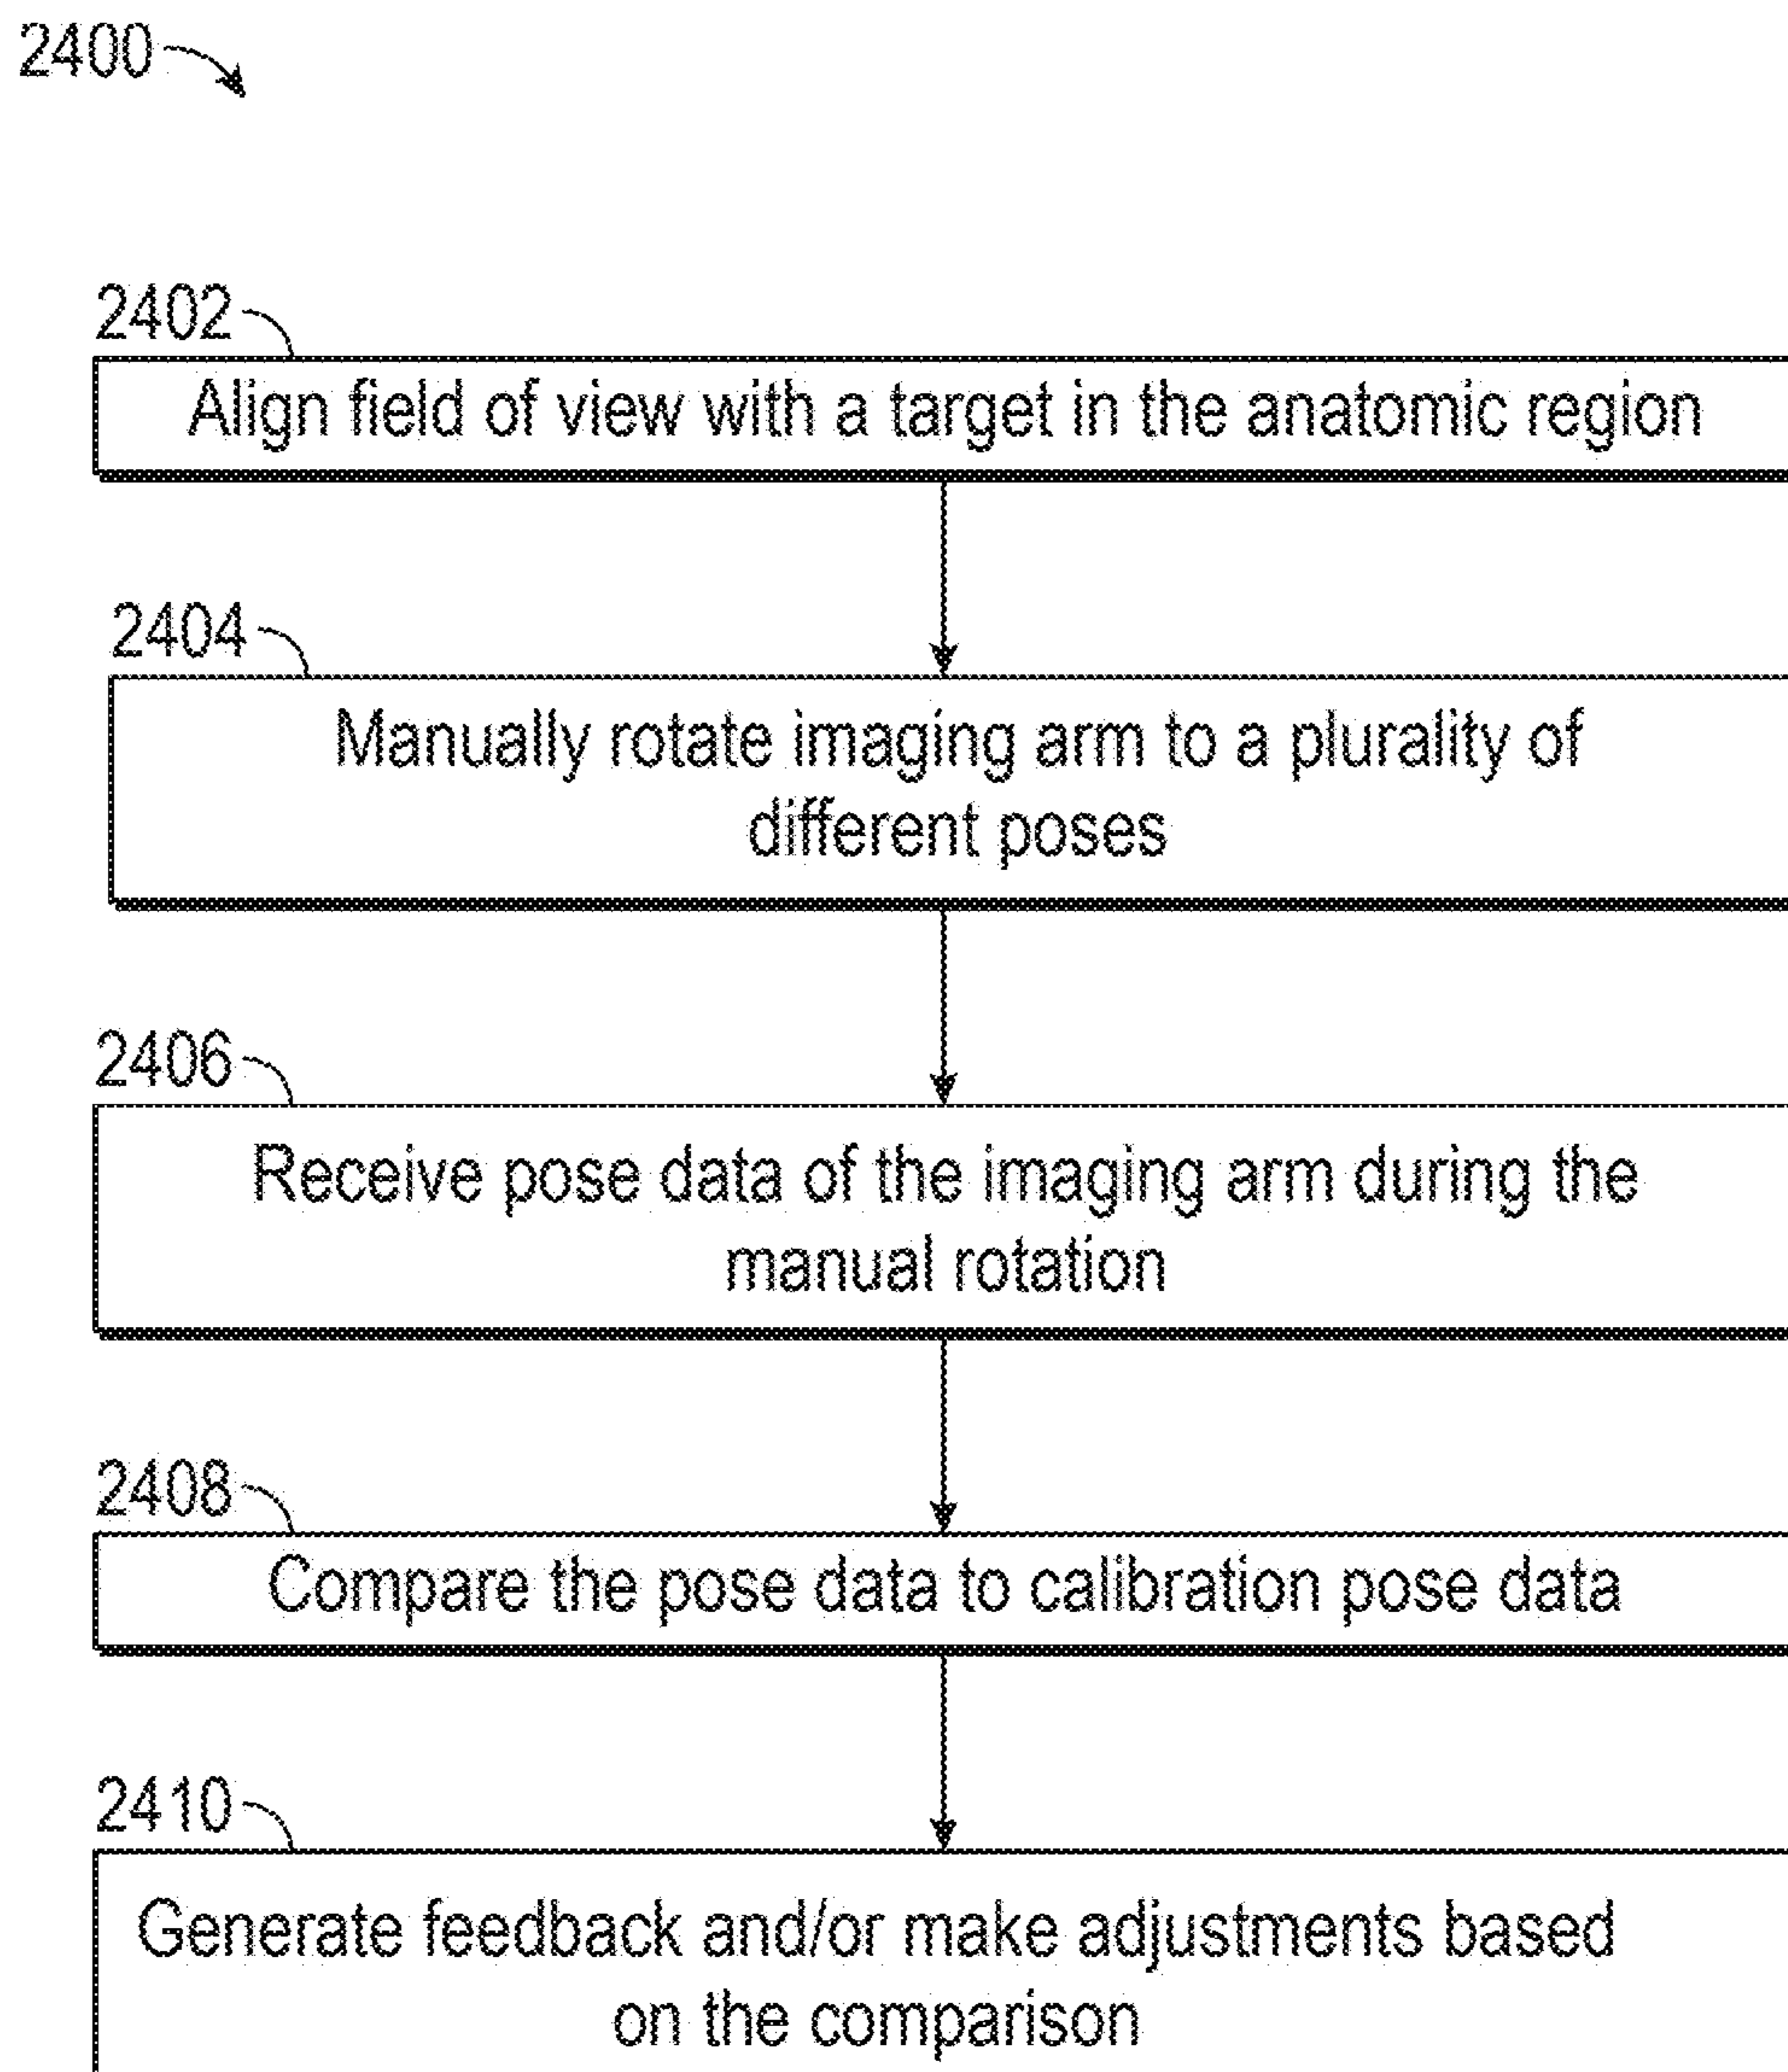 2400
2402
Align field of view with a target in the anatomic region
2404
Manually rotate imaging arm to a plurality of
different poses
2406
Receive pose data of the imaging arm during the
manual rotation
2408
Compare the pose data to calibration pose data
2410
Generate feedback and/or make adjustments based
on the comparison